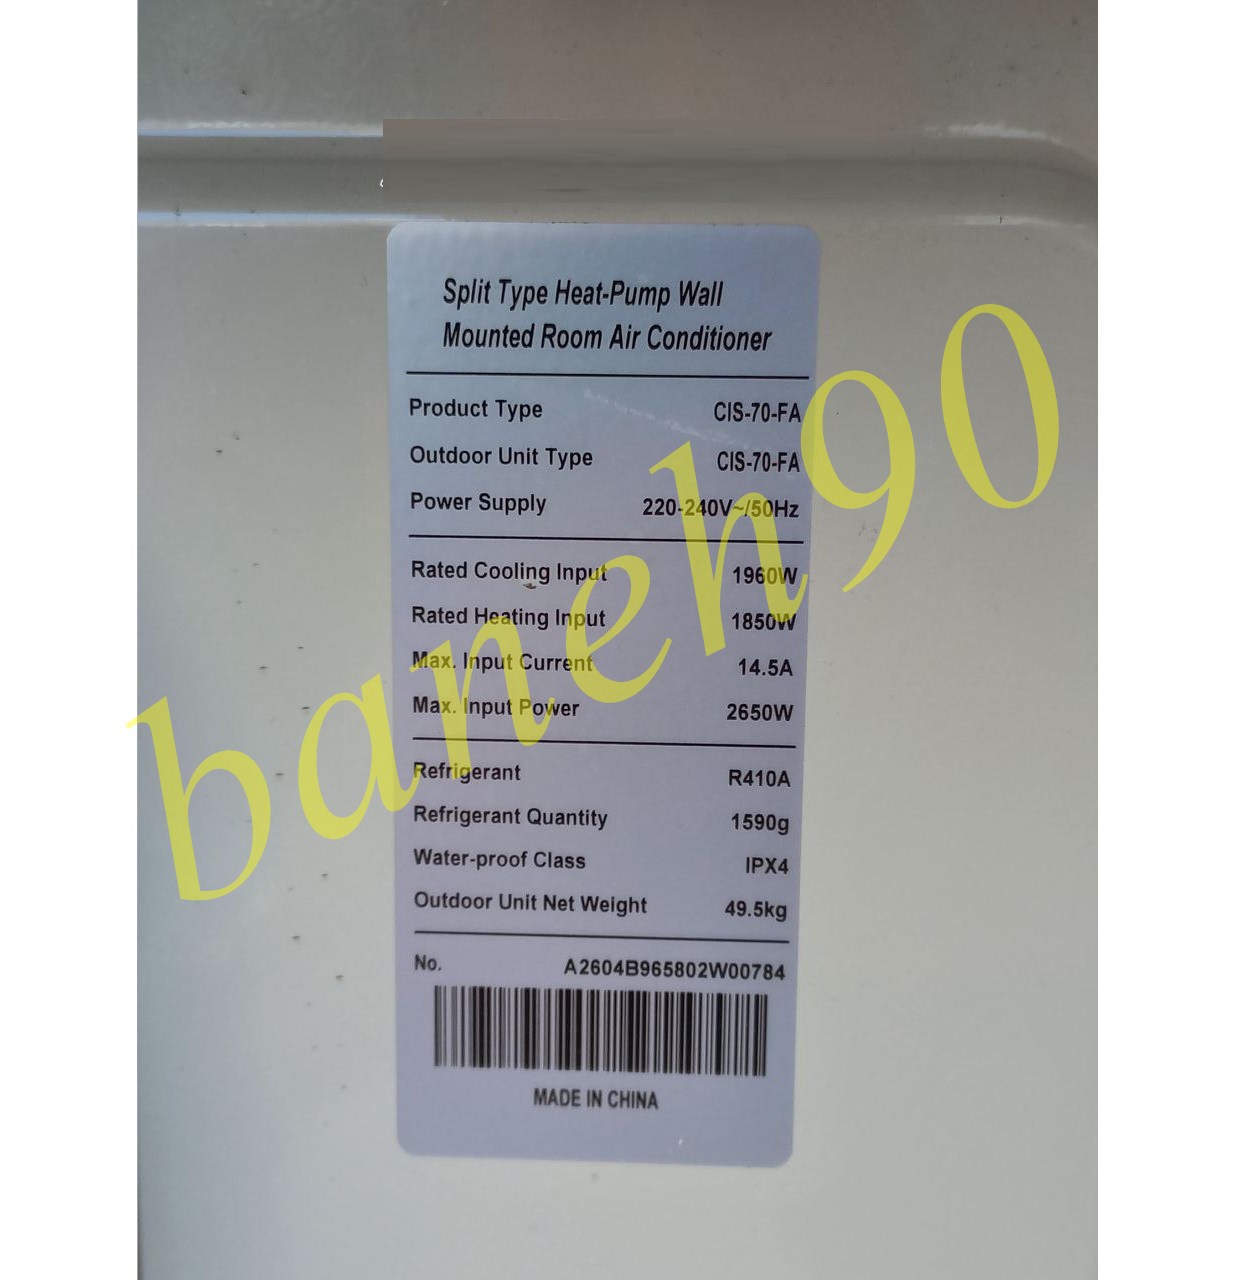 Split Type Heat-Pump Wall
Mounted Room Air Conditioner
Product Type CIS-70-FA
Outdoor Unit Type CIS-70-FA
Power Supply 220-240V~/50Hz
Rated Cooling Input 1960W
Rated Heating Input 1850W
Max. Input Current 14.5A
Max. Input Power 2650W
Refrigerant R410A
Refrigerant Quantity 1590g
Water-proof Class IPX4
Outdoor Unit Net Weight 49.5kg
No. A2604B965802W00784
MADE IN CHINA
baneh90